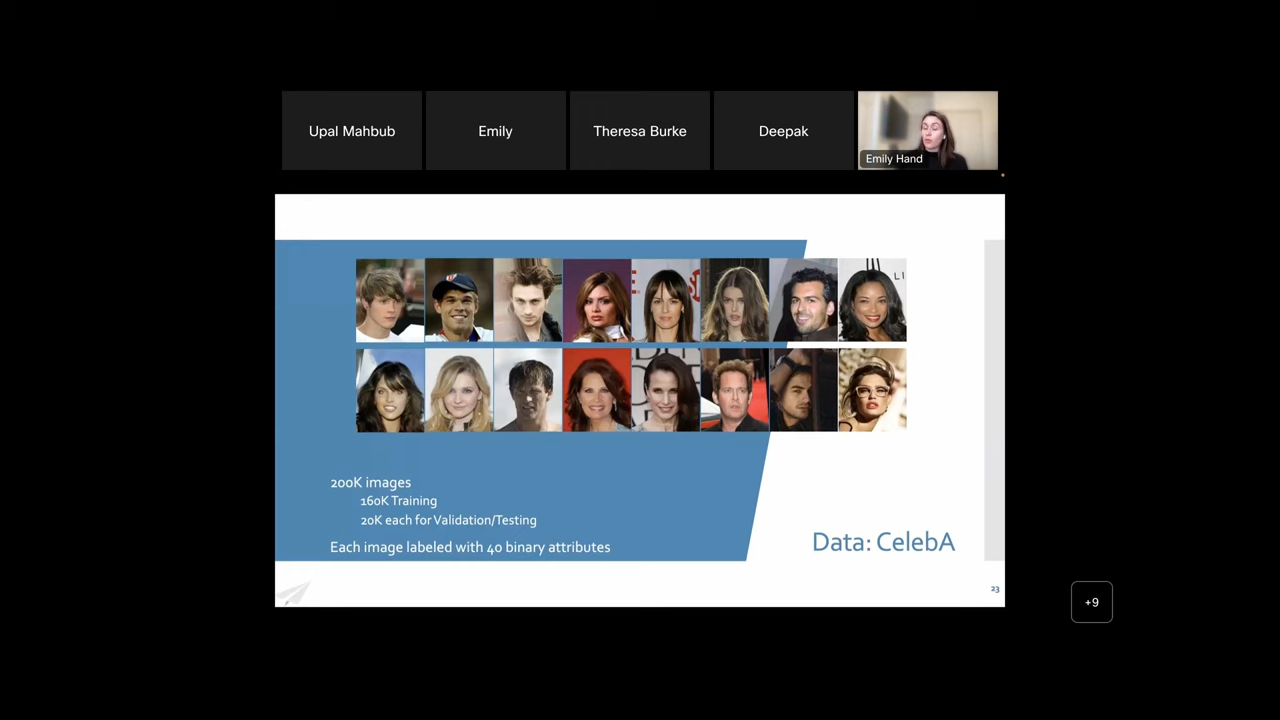 Upal Mahbub
Emily
Theresa Burke
Deepak
Emily Hand
200K images
160K Training
20K each for Validation/Testing
Each image labeled with 40 binary attributes
Data: CelebA
23
+9